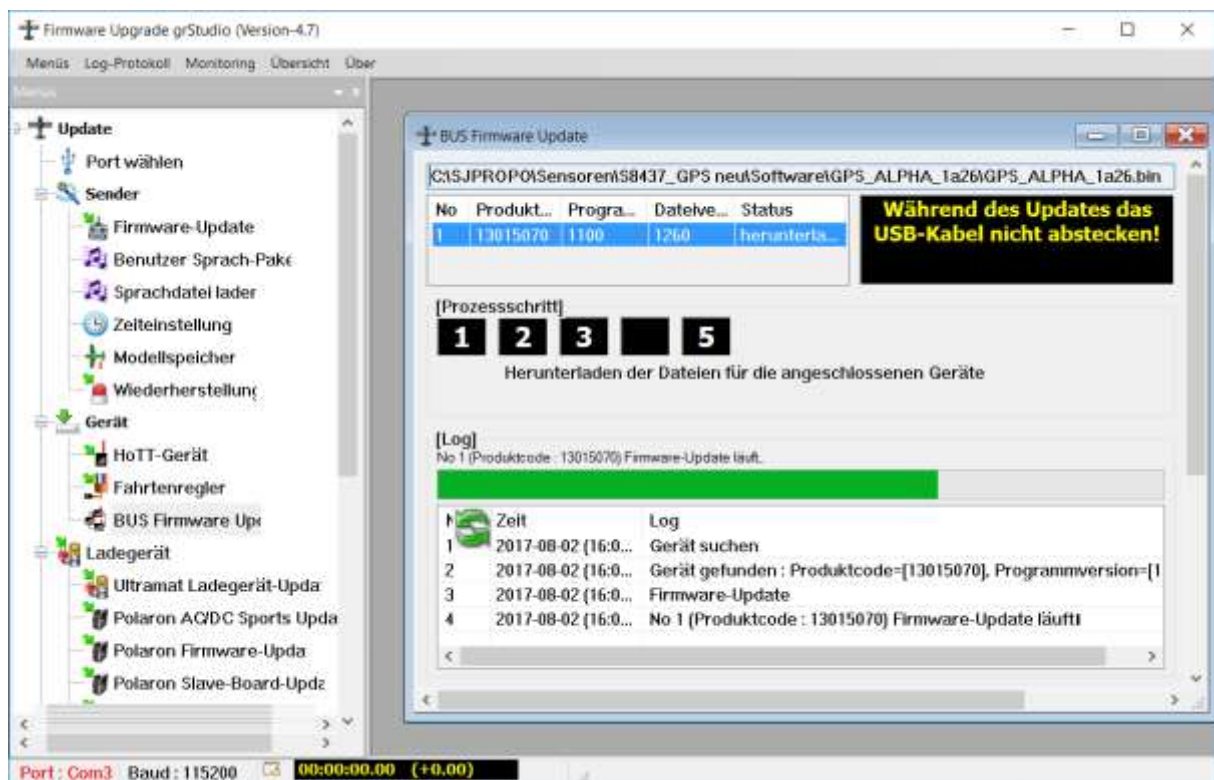 Firmware Upgrade grStudio (Version-4.7)
Menüs Log-Protokoll Monitoring Übersicht Über
Menüs
Update
Port wählen
Sender
Firmware-Update
Benutzer Sprach-Pake
Sprachdatei lader
Zeiteinstellung
Modellspeicher
Wiederherstellung
Gerät
HoTT-Gerät
Fahrtenregler
BUS Firmware Up
Ladegerät
Ultramat Ladegerät-Upda
Polaron AC/DC Sports Upda
Polaron Firmware-Upda
Polaron Slave-Board-Upda
Port : Com3 Baud : 115200 00:00:00.00 (+0.00)
BUS Firmware Update
C:\SJPROPO\Sensoren\S8437_GPS neu\Software\GPS_ALPHA_1a26\GPS_ALPHA_1a26.bin
No Produkt... Progra... Dateive... Status
1 13015070 1100 1260 herunterla...
Während des Updates das
USB-Kabel nicht abstecken!
[Prozessschritt]
1 2 3 5
Herunterladen der Dateien für die angeschlossenen Geräte
[Log]
No 1 (Produktcode : 13015070) Firmware-Update läuft.
N Zeit Log
1 2017-08-02 (16:0... Gerät suchen
2 2017-08-02 (16:0... Gerät gefunden : Produktcode=[13015070], Programmversion=[1
3 2017-08-02 (16:0... Firmware-Update
4 2017-08-02 (16:0... No 1 (Produktcode : 13015070) Firmware-Update läuft!